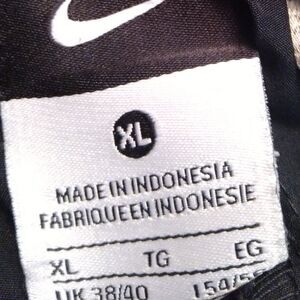 XL
MADE IN INDONESIA
FABRIQUE EN INDONESIE
XL TG EG
UK 38/40